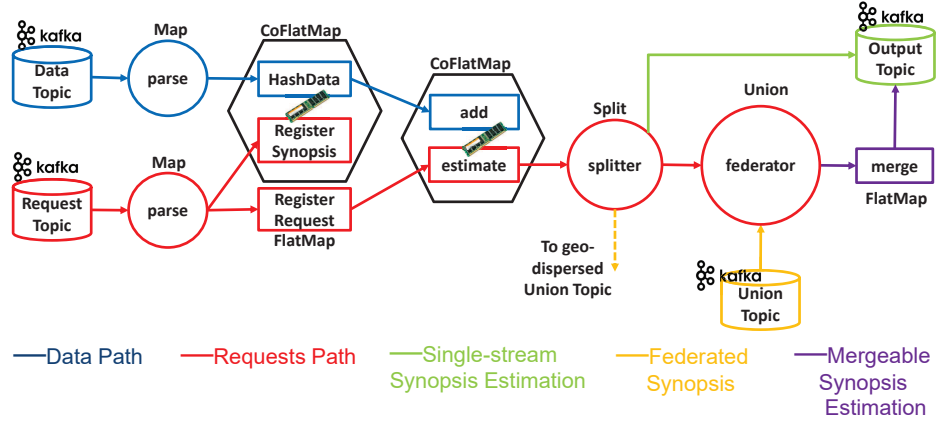 kafka
Data
Topic
Map
parse
CoFlatMap
HashData
Register
Synopsis
CoFlatMap
add
estimate
kafka
Request
Topic
Map
parse
Register
Request
FlatMap
Split
splitter
To geo-
dispersed
Union Topic
Union
federator
kafka
Union
Topic
kafka
Output
Topic
merge
FlatMap
Data Path
Requests Path
Single-stream
Synopsis Estimation
Federated
Synopsis
Mergeable
Synopsis
Estimation